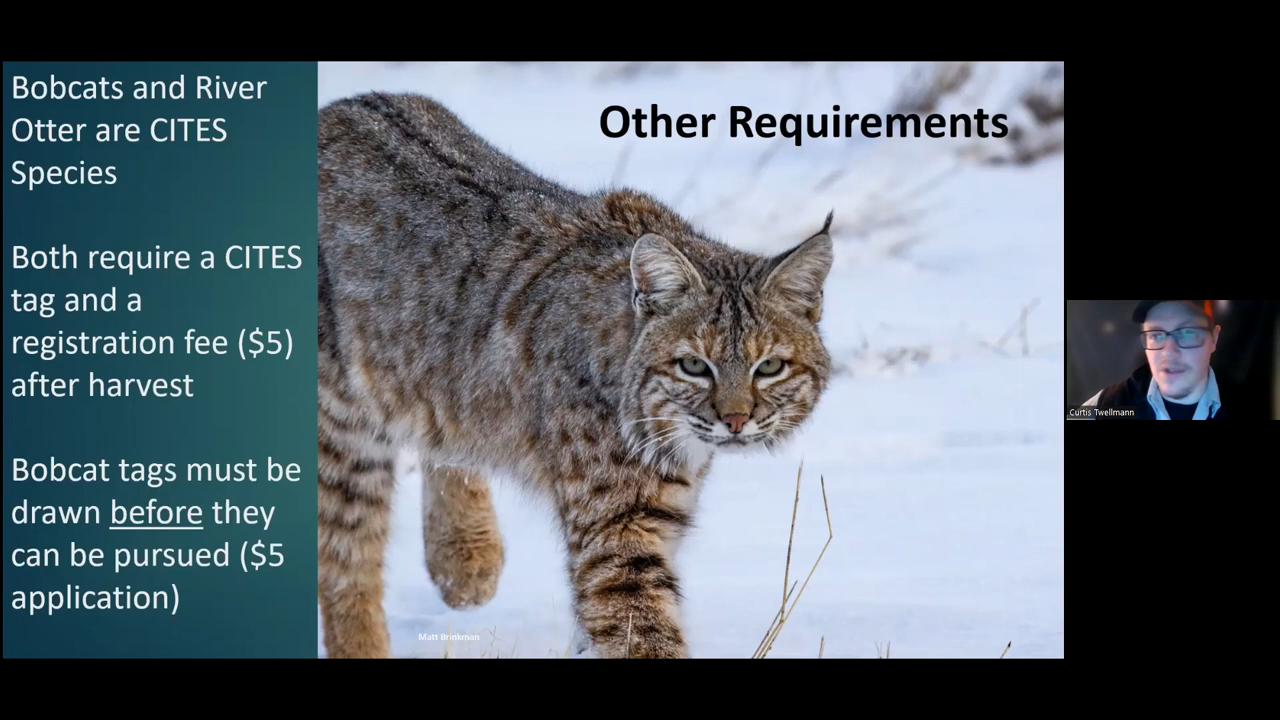 Bobcats and River
Otter are CITES
Species
Both require a CITES
tag and a
registration fee ($5)
after harvest
Bobcat tags must be
drawn before they
can be pursued ($5
application)
Other Requirements
Matt Brinkman
Curtis Twellmann